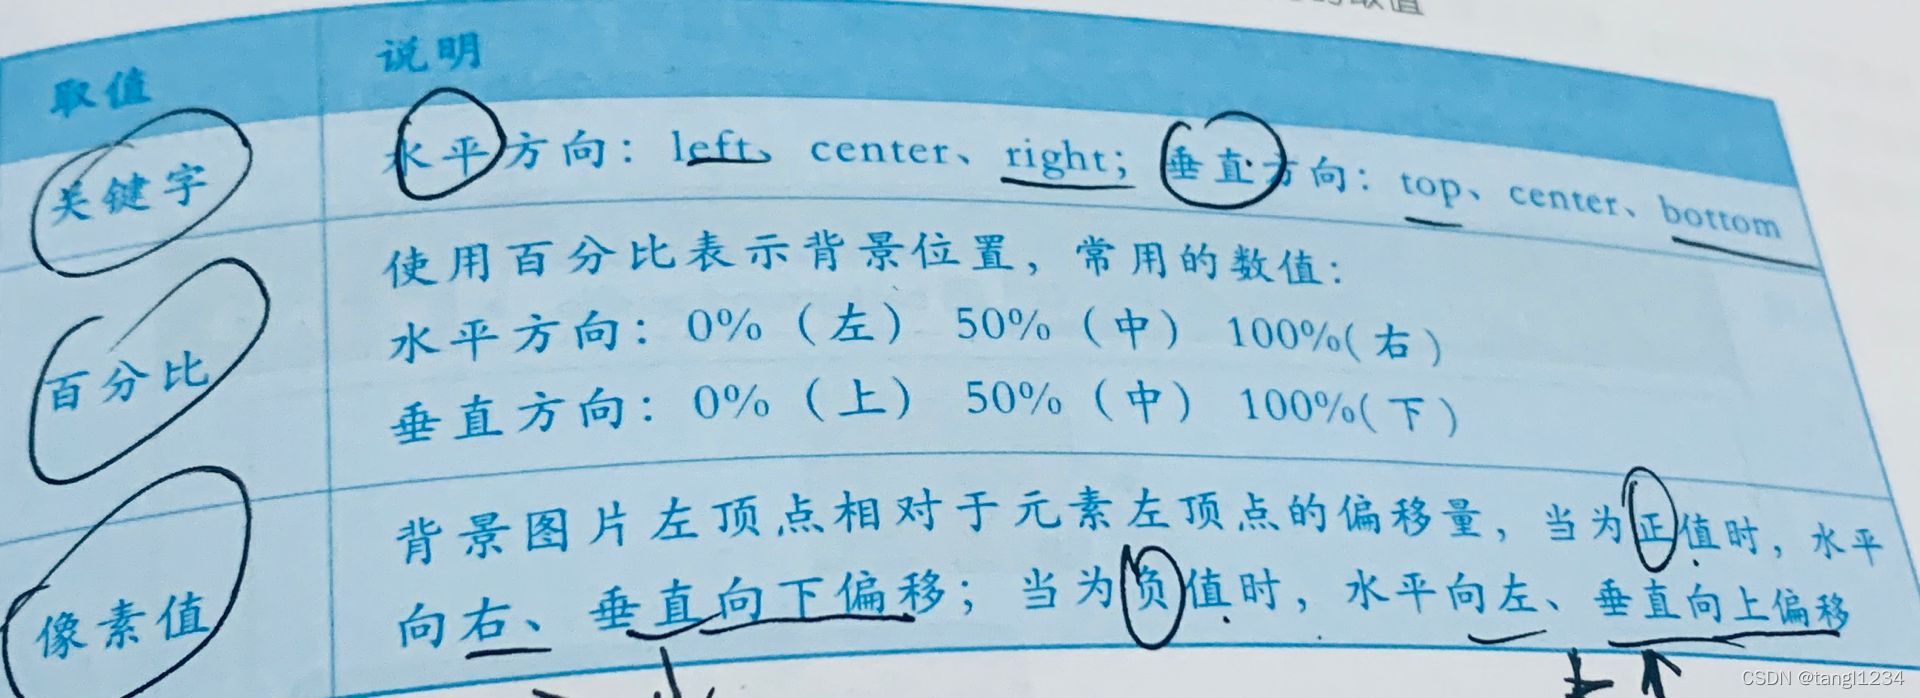 的取值
取值 说明
关键字 水平方向：left、center、right；垂直方向：top、center、bottom
百分比 使用百分比表示背景位置，常用的数值：
水平方向：0%（左） 50%（中） 100%(右)
垂直方向：0%（上） 50%（中） 100%(下)
像素值 背景图片左顶点相对于元素左顶点的偏移量，当为正值时，水平
向右、垂直向下偏移；当为负值时，水平向左、垂直向上偏移
CSDN @tangl1234